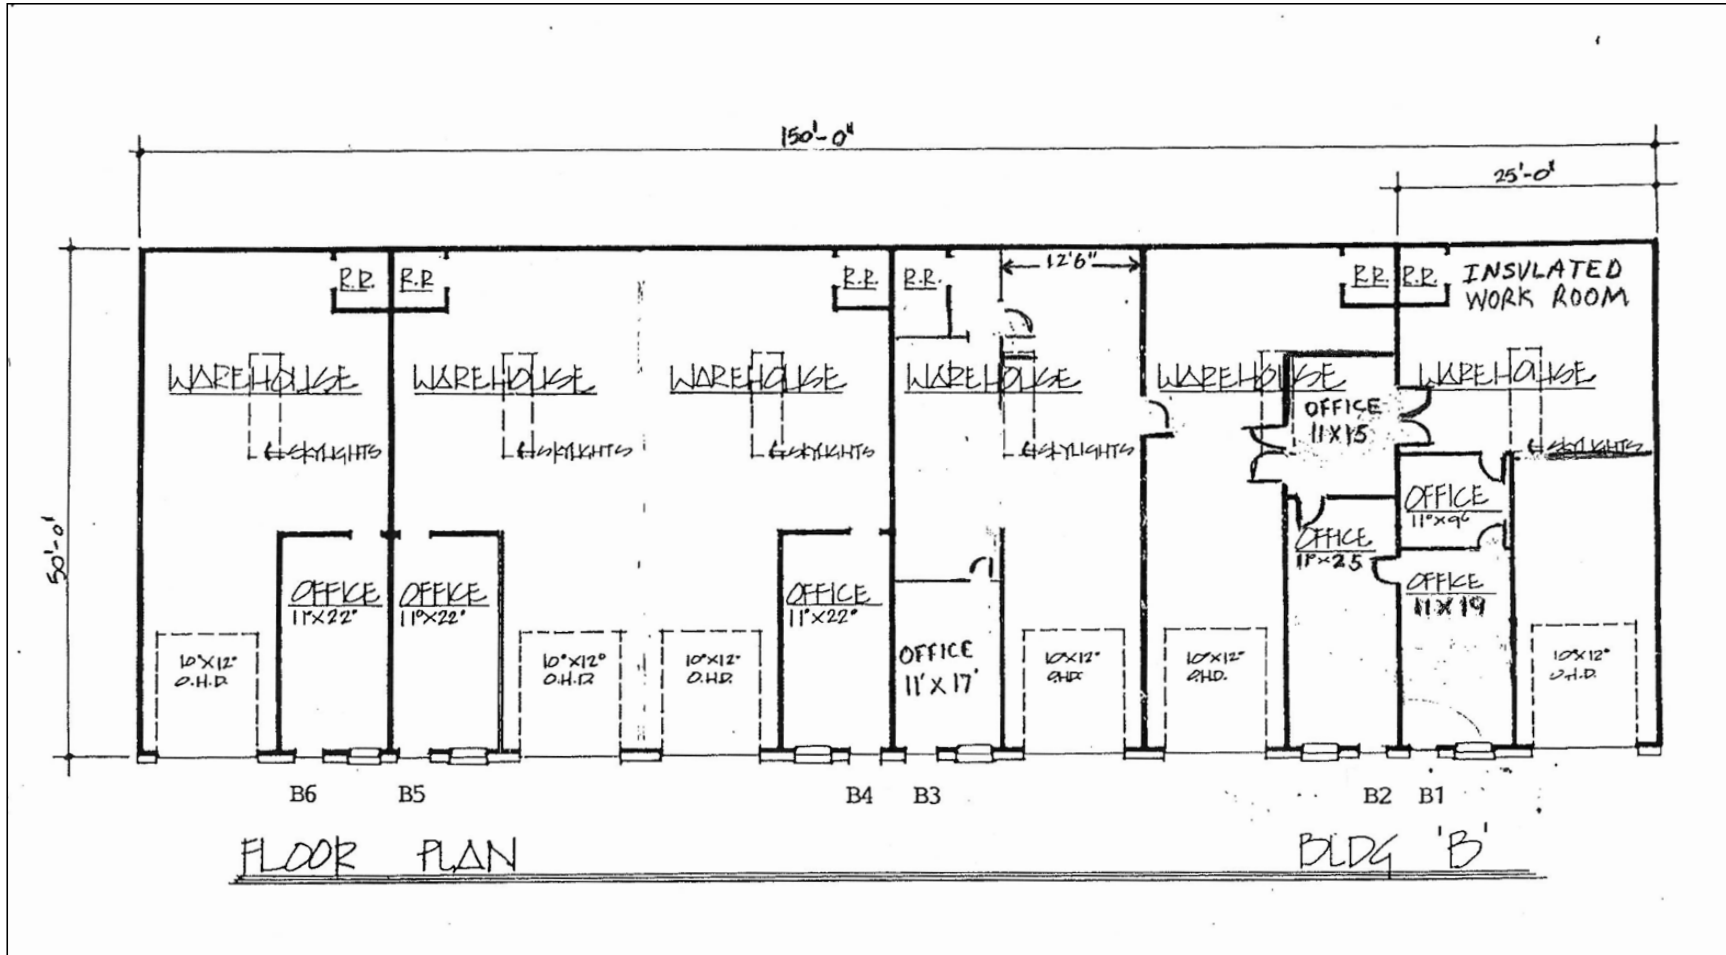 150'-0"
25'-0"
12'6"
50'-0"
R.R.
R.R
R.R.
R.R.
R.R.
R.R.
INSULATED
WORK ROOM
WAREHOUSE
WAREHOUSE
WAREHOUSE
WAREHOUSE
WAREHOUSE
WAREHOUSE
SKYLIGHTS
SKYLIGHTS
SKYLIGHTS
SKYLIGHTS
SKYLIGHTS
OFFICE
11X15
OFFICE
11°X9⁶
OFFICE
11°X25
OFFICE
11X19
OFFICE
11°X22°
OFFICE
11°X22°
OFFICE
11°X22°
OFFICE
11'X17'
10°X12°
O.H.D.
10°X12°
O.H.D.
10°X12°
O.H.D.
10°X12°
O.H.D.
10°X12°
O.H.D.
10°X12°
O.H.D.
B6
B5
B4
B3
B2
B1
FLOOR PLAN
BLDG 'B'